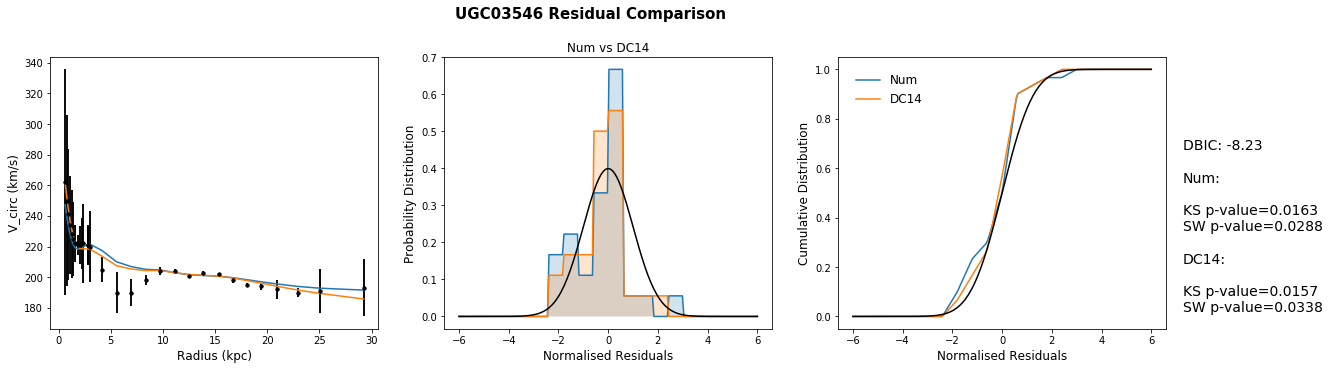 UGC03546 Residual Comparison
V_circ (km/s)
340
320
300
280
260
240
220
200
180
0
5
10
15
20
25
30
Radius (kpc)
Num vs DC14
Probability Distribution
0.7
0.6
0.5
0.4
0.3
0.2
0.1
0.0
−6
−4
−2
0
2
4
6
Normalised Residuals
Cumulative Distribution
1.0
0.8
0.6
0.4
0.2
0.0
Num
DC14
−6
−4
−2
0
2
4
6
Normalised Residuals
DBIC: -8.23
Num:
KS p-value=0.0163
SW p-value=0.0288
DC14:
KS p-value=0.0157
SW p-value=0.0338